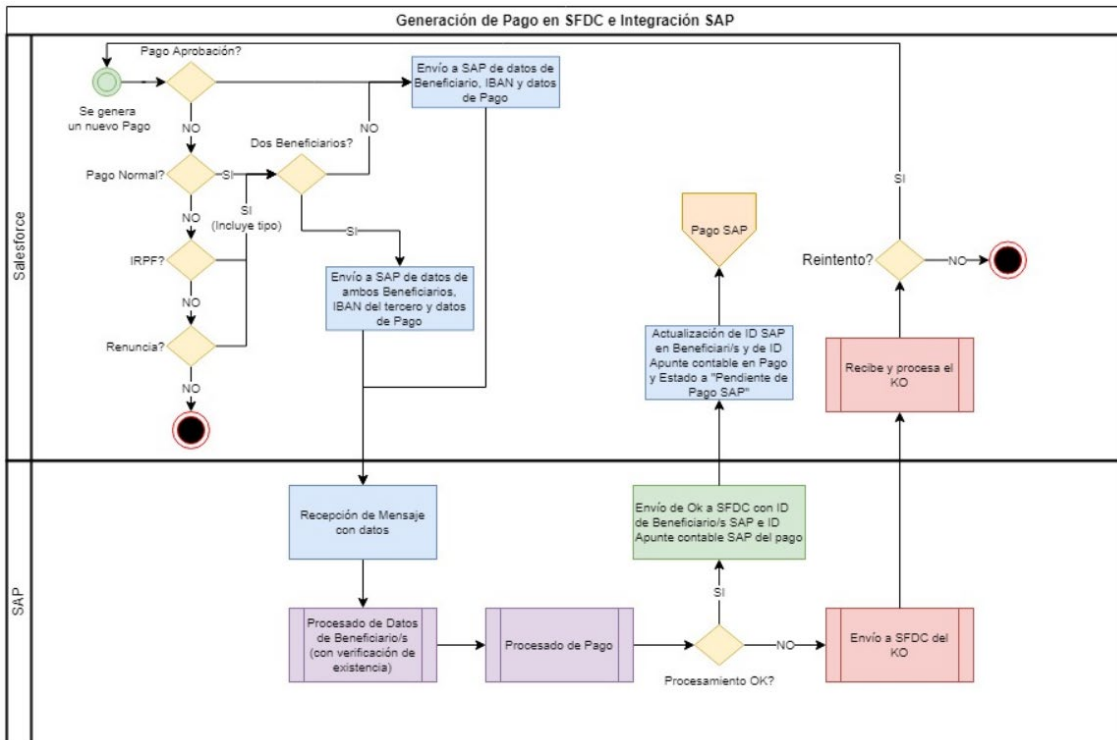 Generación de Pago en SFDC e Integración SAP
Salesforce
Pago Aprobación?
Se genera
un nuevo Pago
NO
Envío a SAP de datos de
Beneficiario, IBAN y datos
de Pago
Dos Beneficiarios?
NO
Pago Normal?
SI
NO
SI
(Incluye tipo)
SI
IRPF?
NO
Envío a SAP de datos de
ambos Beneficiarios,
IBAN del tercero y datos
de Pago
Renuncia?
NO
Pago SAP
SI
Reintento?
NO
Actualización de ID SAP
en Beneficiari/s y de ID
Apunte contable en Pago
y Estado a "Pendiente de
Pago SAP"
Recibe y procesa el
KO
SAP
Recepción de Mensaje
con datos
Envío de Ok a SFDC con ID
de Beneficiario/s SAP e ID
Apunte contable SAP del pago
SI
Procesado de Datos
de Beneficiario/s
(con verificación de
existencia)
Procesado de Pago
NO
Procesamiento OK?
Envío a SFDC del
KO